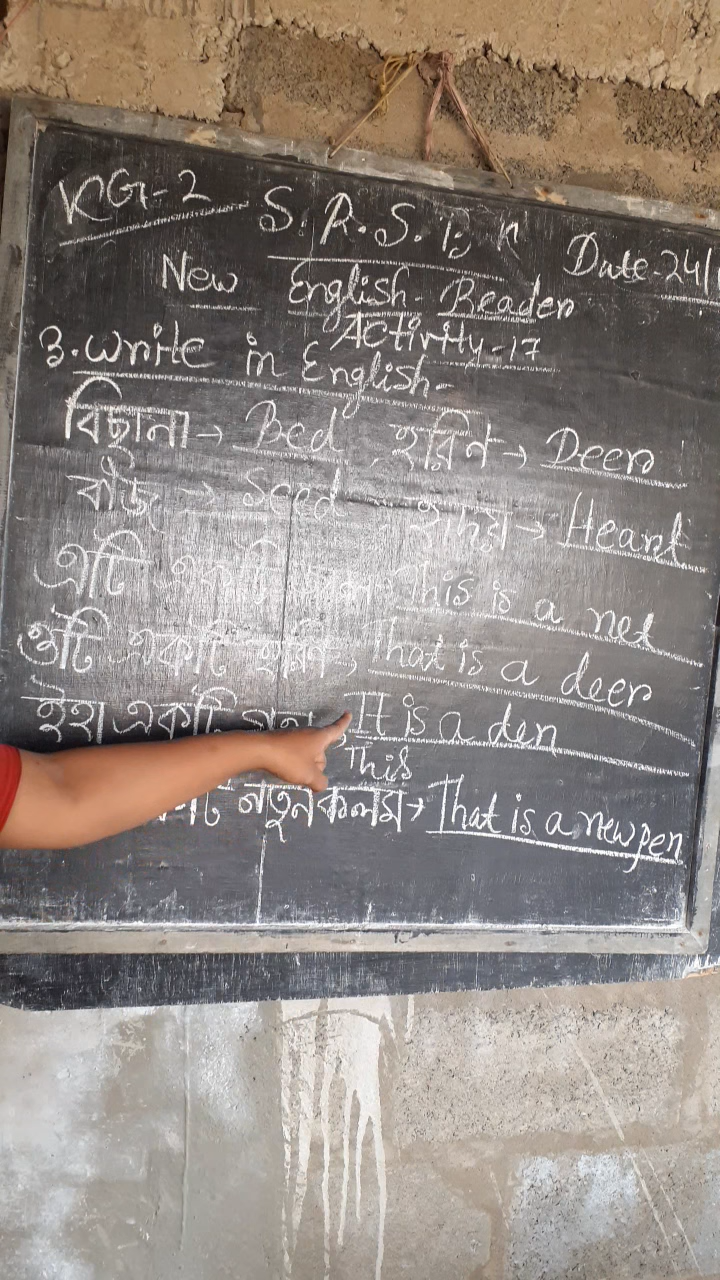 KG-2 S.R.S.T; K Date-24/
New English-Reader
Activity-17
3. Write in English-
বিছানা → Bed, হরিণ → Deer
বীজ → Seed, হৃদয় → Heart
এটি একটি জাল, This is a net
ওটি একটি হরিণ, That is a deer
ইহা একটি গুহা, It is a den
This
নতুন কলম → That is a new pen